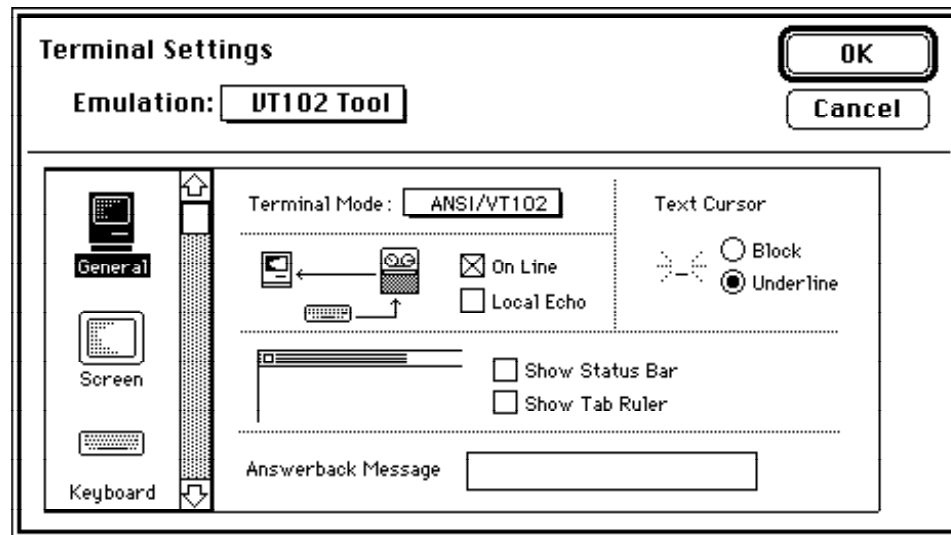 Terminal Settings
OK
Emulation: VT102 Tool
Cancel
General
Screen
Keyboard
Terminal Mode: ANSI/VT102
On Line
Local Echo
Text Cursor
Block
Underline
Show Status Bar
Show Tab Ruler
Answerback Message